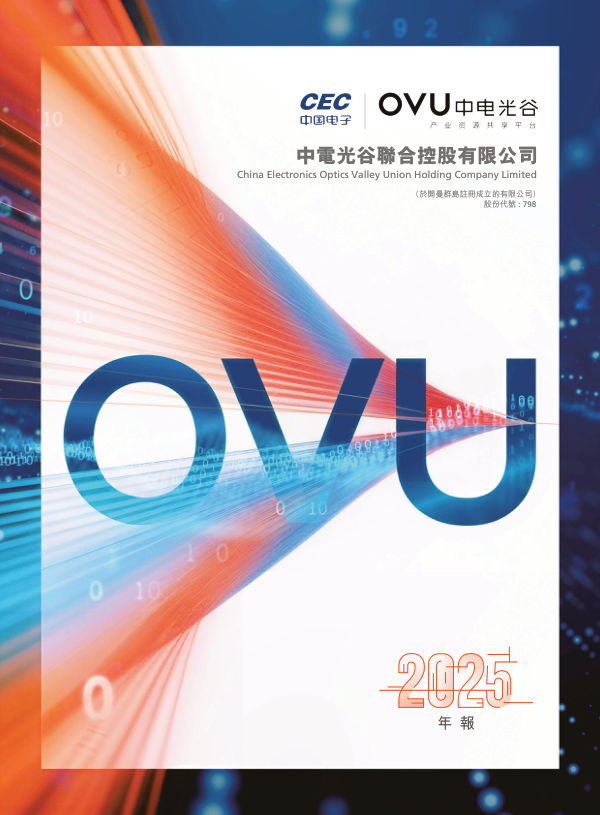 CEC
中国电子
OVU中电光谷
产业资源共享平台
中電光谷聯合控股有限公司
China Electronics Optics Valley Union Holding Company Limited
（於開曼群島註冊成立的有限公司）
股份代號：798
OVU
2025
年報